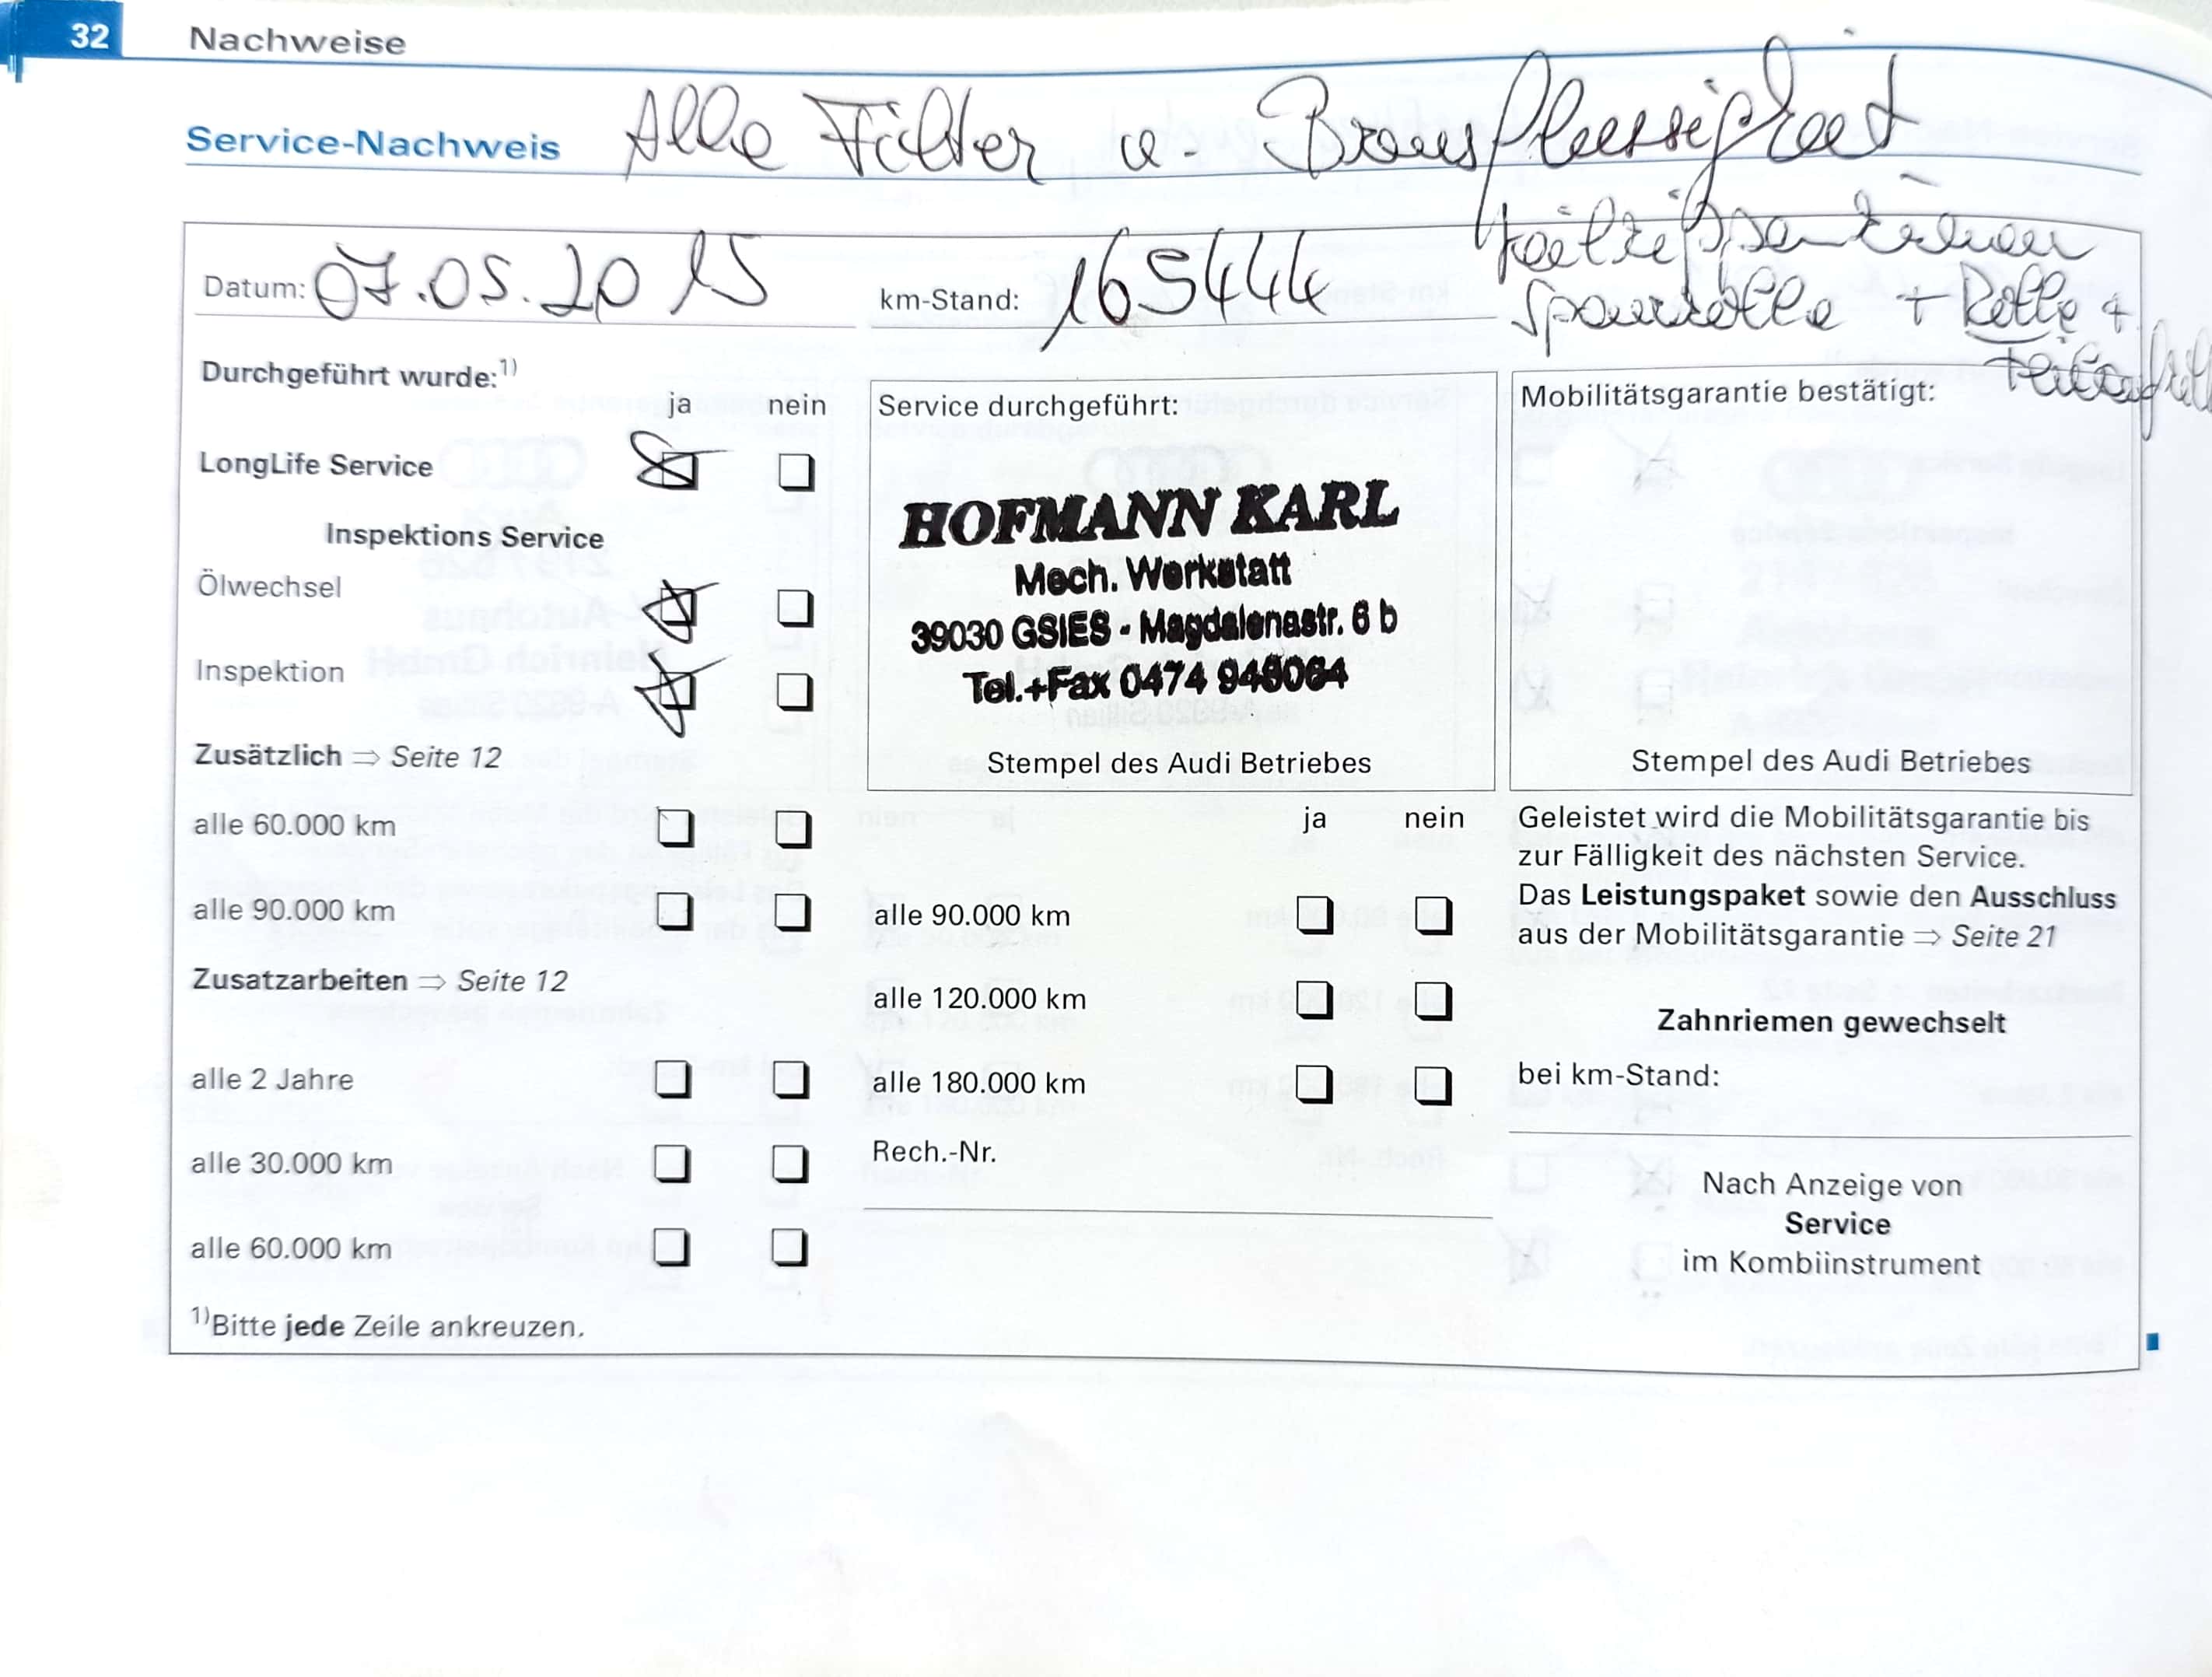 32 Nachweise
Service-Nachweis Alle Filter u. Bremsflüssigkeit
Keilrippenriemen
Datum: 07.05.2015 km-Stand: 169444
Spannrolle + Rolle +
Durchgeführt wurde:1)
ja nein
LongLife Service
Inspektions Service
Ölwechsel
Inspektion
Zusätzlich ⇒ Seite 12
alle 60.000 km
alle 90.000 km
Zusatzarbeiten ⇒ Seite 12
alle 2 Jahre
alle 30.000 km
alle 60.000 km
1)Bitte jede Zeile ankreuzen.
Service durchgeführt:
HOFMANN KARL
Mech. Werkstatt
39030 GSIES - Magdalenastr. 6 b
Tel.+Fax 0474 948064
Stempel des Audi Betriebes
ja nein
alle 90.000 km
alle 120.000 km
alle 180.000 km
Rech.-Nr.
Mobilitätsgarantie bestätigt:
Stempel des Audi Betriebes
Geleistet wird die Mobilitätsgarantie bis
zur Fälligkeit des nächsten Service.
Das Leistungspaket sowie den Ausschluss
aus der Mobilitätsgarantie ⇒ Seite 21
Zahnriemen gewechselt
bei km-Stand:
Nach Anzeige von
Service
im Kombiinstrument